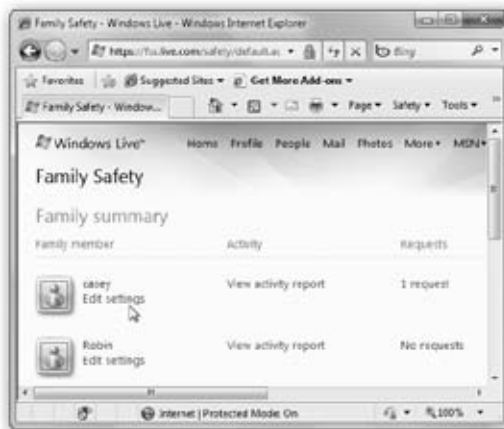 Family Safety - Windows Live - Windows Internet Explorer
https://fss.live.com/safety/default.as
bing
Favorites Suggested Sites Get More Add-ons
Family Safety - Window...
Page Safety Tools
Windows Live™ Home Profile People Mail Photos More MSN
Family Safety
Family summary
Family member Activity Requests
casey View activity report 1 request
Edit settings
Robin View activity report No requests
Edit settings
Internet | Protected Mode: On 100%